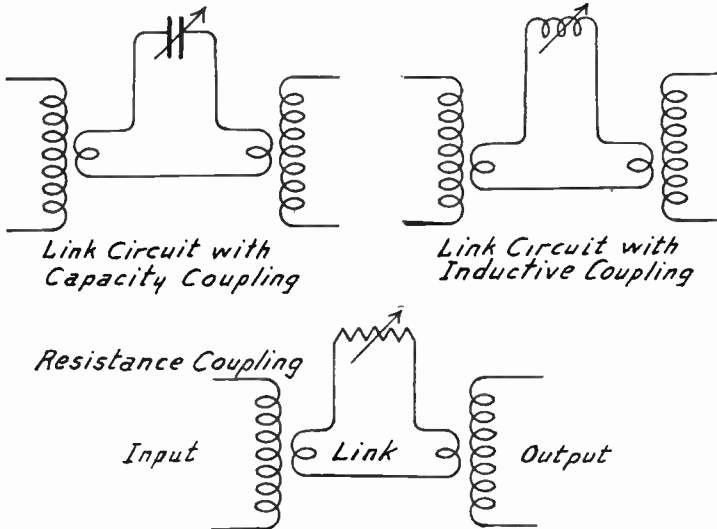 Link Circuit with
Capacity Coupling
Link Circuit with
Inductive Coupling
Resistance Coupling
Input
Link
Output